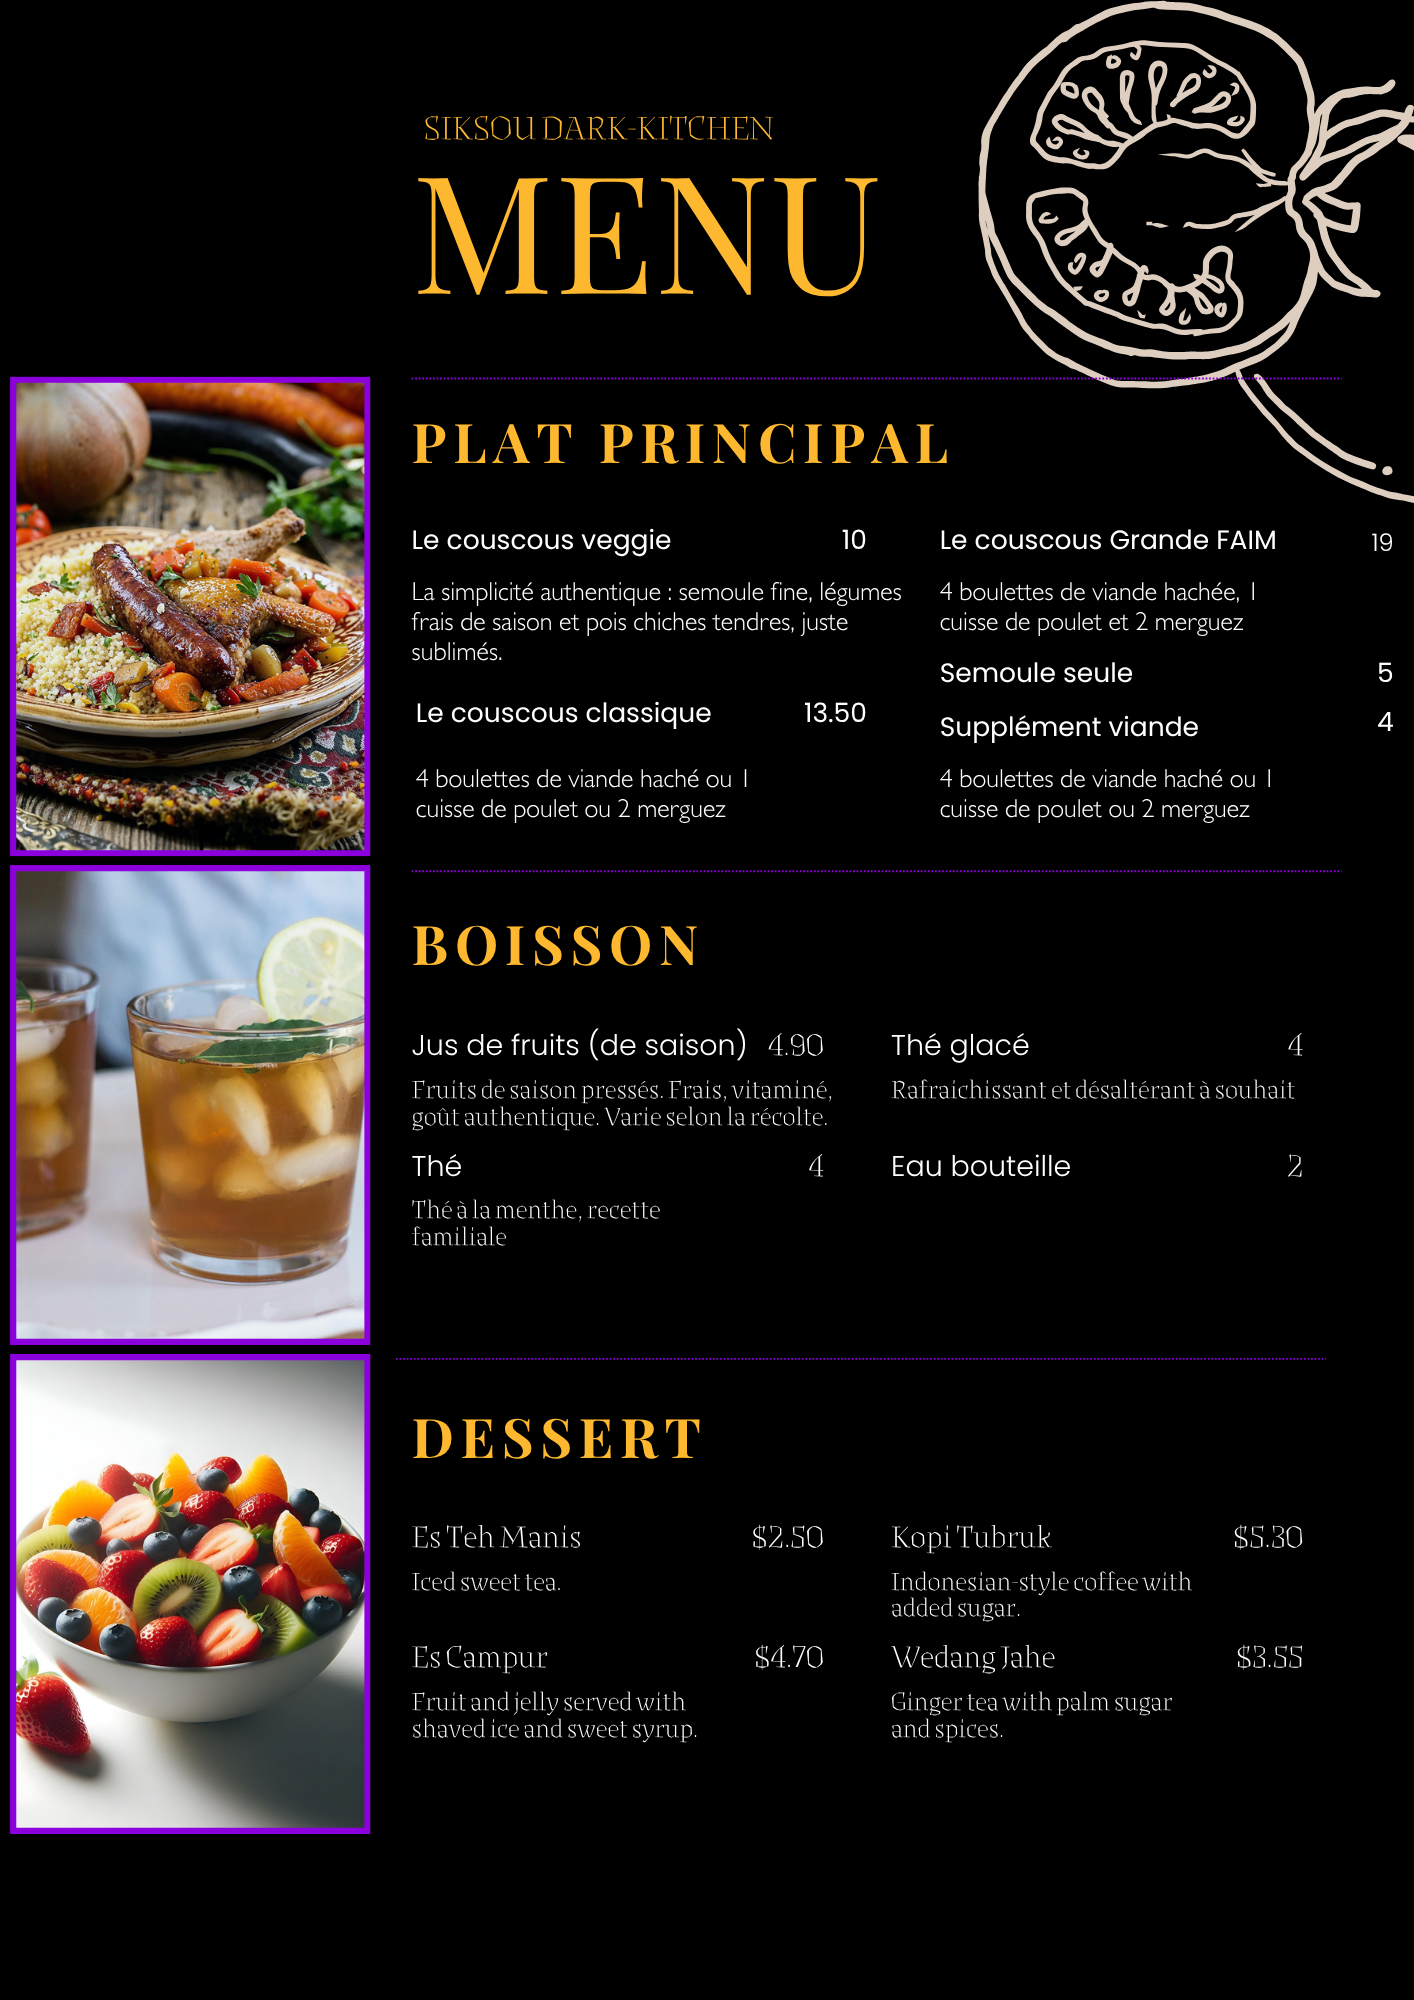 SIKSOU DARK-KITCHEN
MENU
PLAT PRINCIPAL
Le couscous veggie 10
La simplicité authentique : semoule fine, légumes
frais de saison et pois chiches tendres, juste
sublimés.
Le couscous classique 13.50
4 boulettes de viande haché ou 1
cuisse de poulet ou 2 merguez
Le couscous Grande FAIM 19
4 boulettes de viande hachée, 1
cuisse de poulet et 2 merguez
Semoule seule 5
Supplément viande 4
4 boulettes de viande haché ou 1
cuisse de poulet ou 2 merguez
BOISSON
Jus de fruits (de saison) 4.90
Fruits de saison pressés. Frais, vitaminé,
goût authentique. Varie selon la récolte.
Thé 4
Thé à la menthe, recette
familiale
Thé glacé 4
Rafraichissant et désaltérant à souhait
Eau bouteille 2
DESSERT
Es Teh Manis $2.50
Iced sweet tea.
Es Campur $4.70
Fruit and jelly served with
shaved ice and sweet syrup.
Kopi Tubruk $5.30
Indonesian-style coffee with
added sugar.
Wedang Jahe $3.55
Ginger tea with palm sugar
and spices.